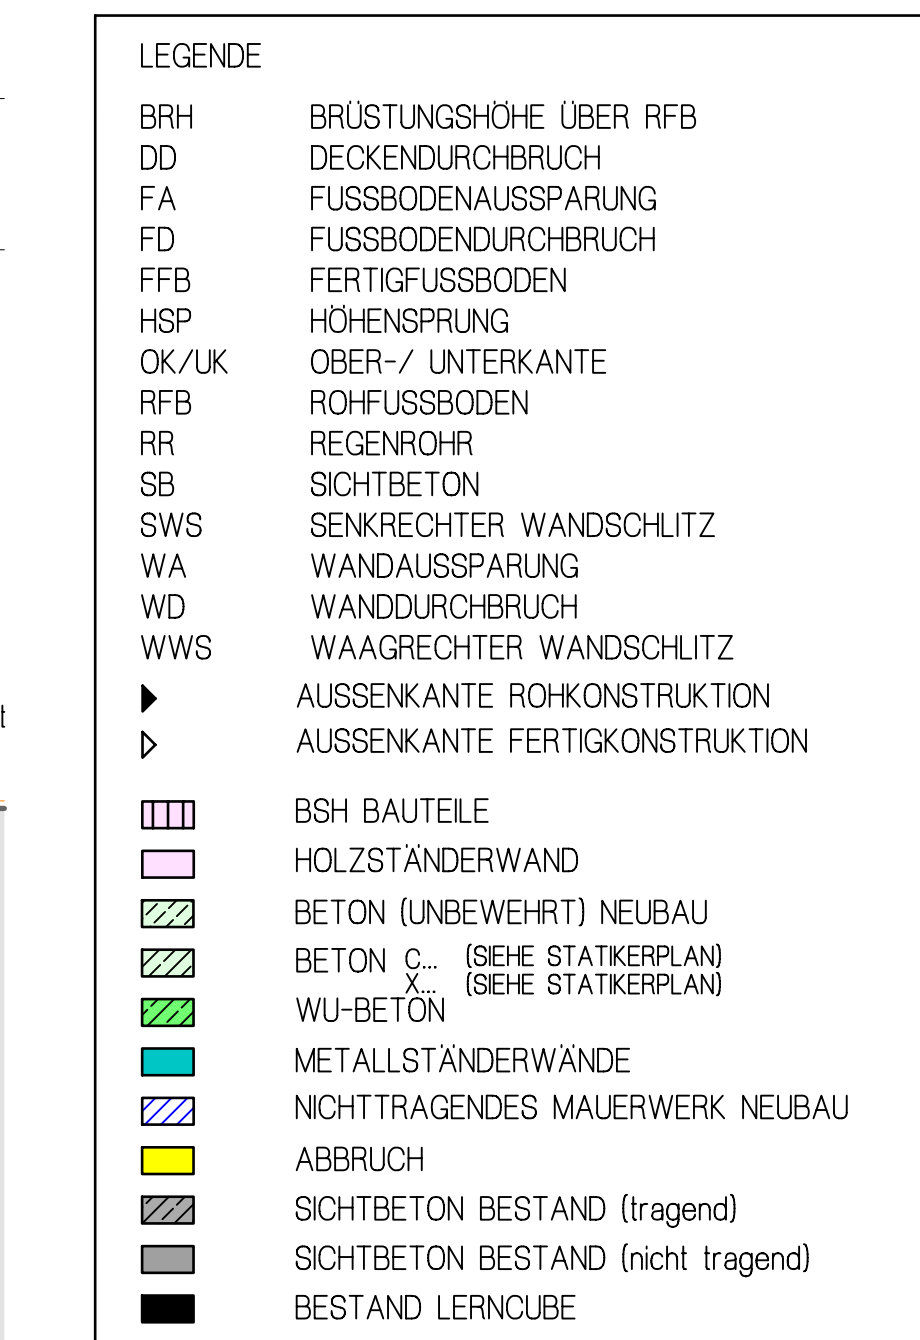 LEGENDE
BRH BRÜSTUNGSHÖHE ÜBER RFB
DD DECKENDURCHBRUCH
FA FUSSBODENAUSSPARUNG
FD FUSSBODENDURCHBRUCH
FFB FERTIGFUSSBODEN
HSP HÖHENSPRUNG
OK/UK OBER-/ UNTERKANTE
RFB ROHFUSSBODEN
RR REGENROHR
SB SICHTBETON
SWS SENKRECHTER WANDSCHLITZ
WA WANDAUSSPARUNG
WD WANDDURCHBRUCH
WWS WAAGRECHTER WANDSCHLITZ
AUSSENKANTE ROHKONSTRUKTION
AUSSENKANTE FERTIGKONSTRUKTION
BSH BAUTEILE
HOLZSTÄNDERWAND
BETON (UNBEWEHRT) NEUBAU
BETON C... (SIEHE STATIKERPLAN)
X... (SIEHE STATIKERPLAN)
WU-BETON
METALLSTÄNDERWÄNDE
NICHTTRAGENDES MAUERWERK NEUBAU
ABBRUCH
SICHTBETON BESTAND (tragend)
SICHTBETON BESTAND (nicht tragend)
BESTAND LERNCUBE